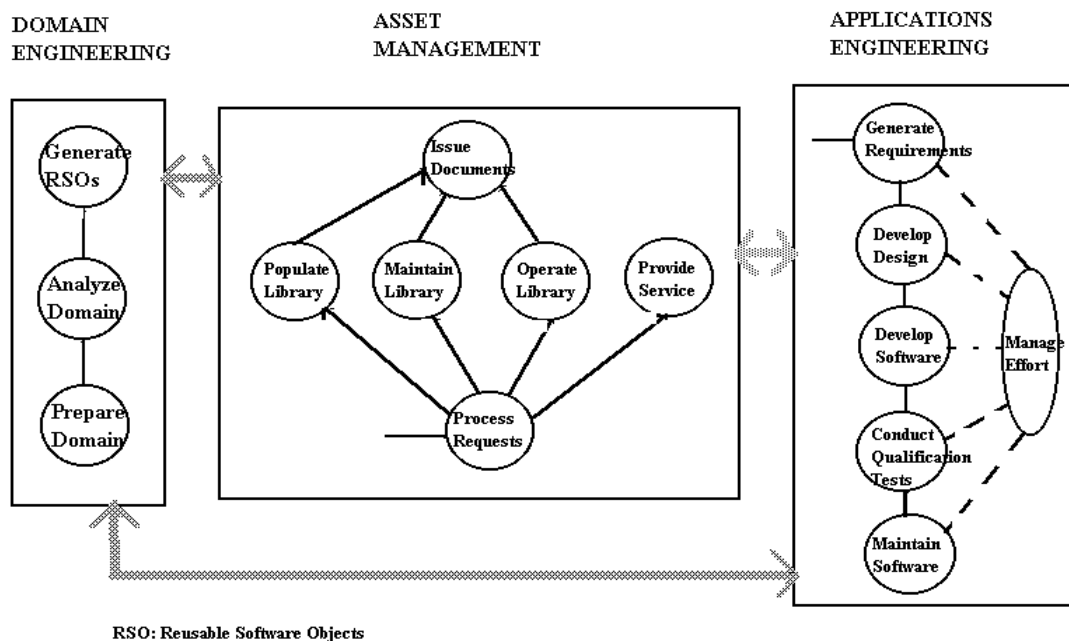 DOMAIN
ENGINEERING
ASSET
MANAGEMENT
APPLICATIONS
ENGINEERING
Generate
RSOs
Analyze
Domain
Prepare
Domain
Issue
Documents
Populate
Library
Maintain
Library
Operate
Library
Provide
Service
Process
Requests
Generate
Requirements
Develop
Design
Develop
Software
Manage
Effort
Conduct
Qualification
Tests
Maintain
Software
RSO: Reusable Software Objects